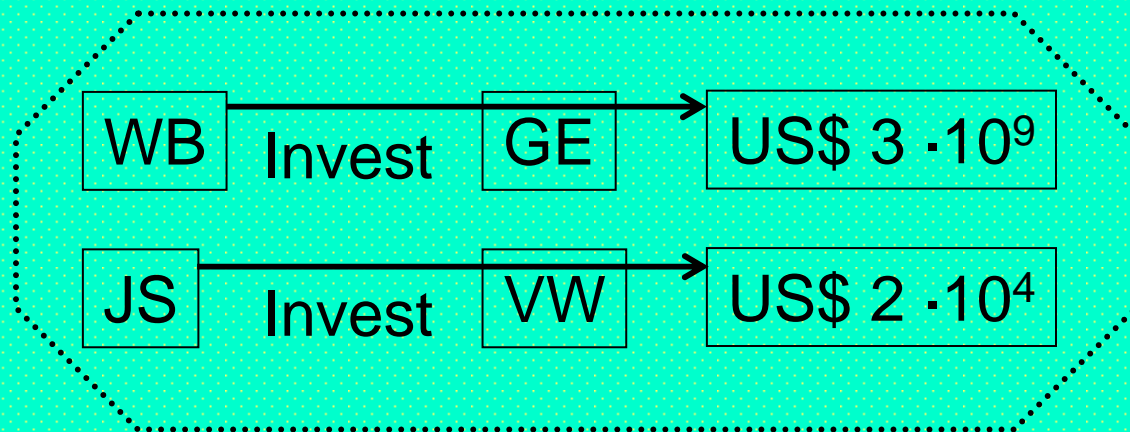 WB Invest GE US$ 3 ·10⁹
JS Invest VW US$ 2 ·10⁴